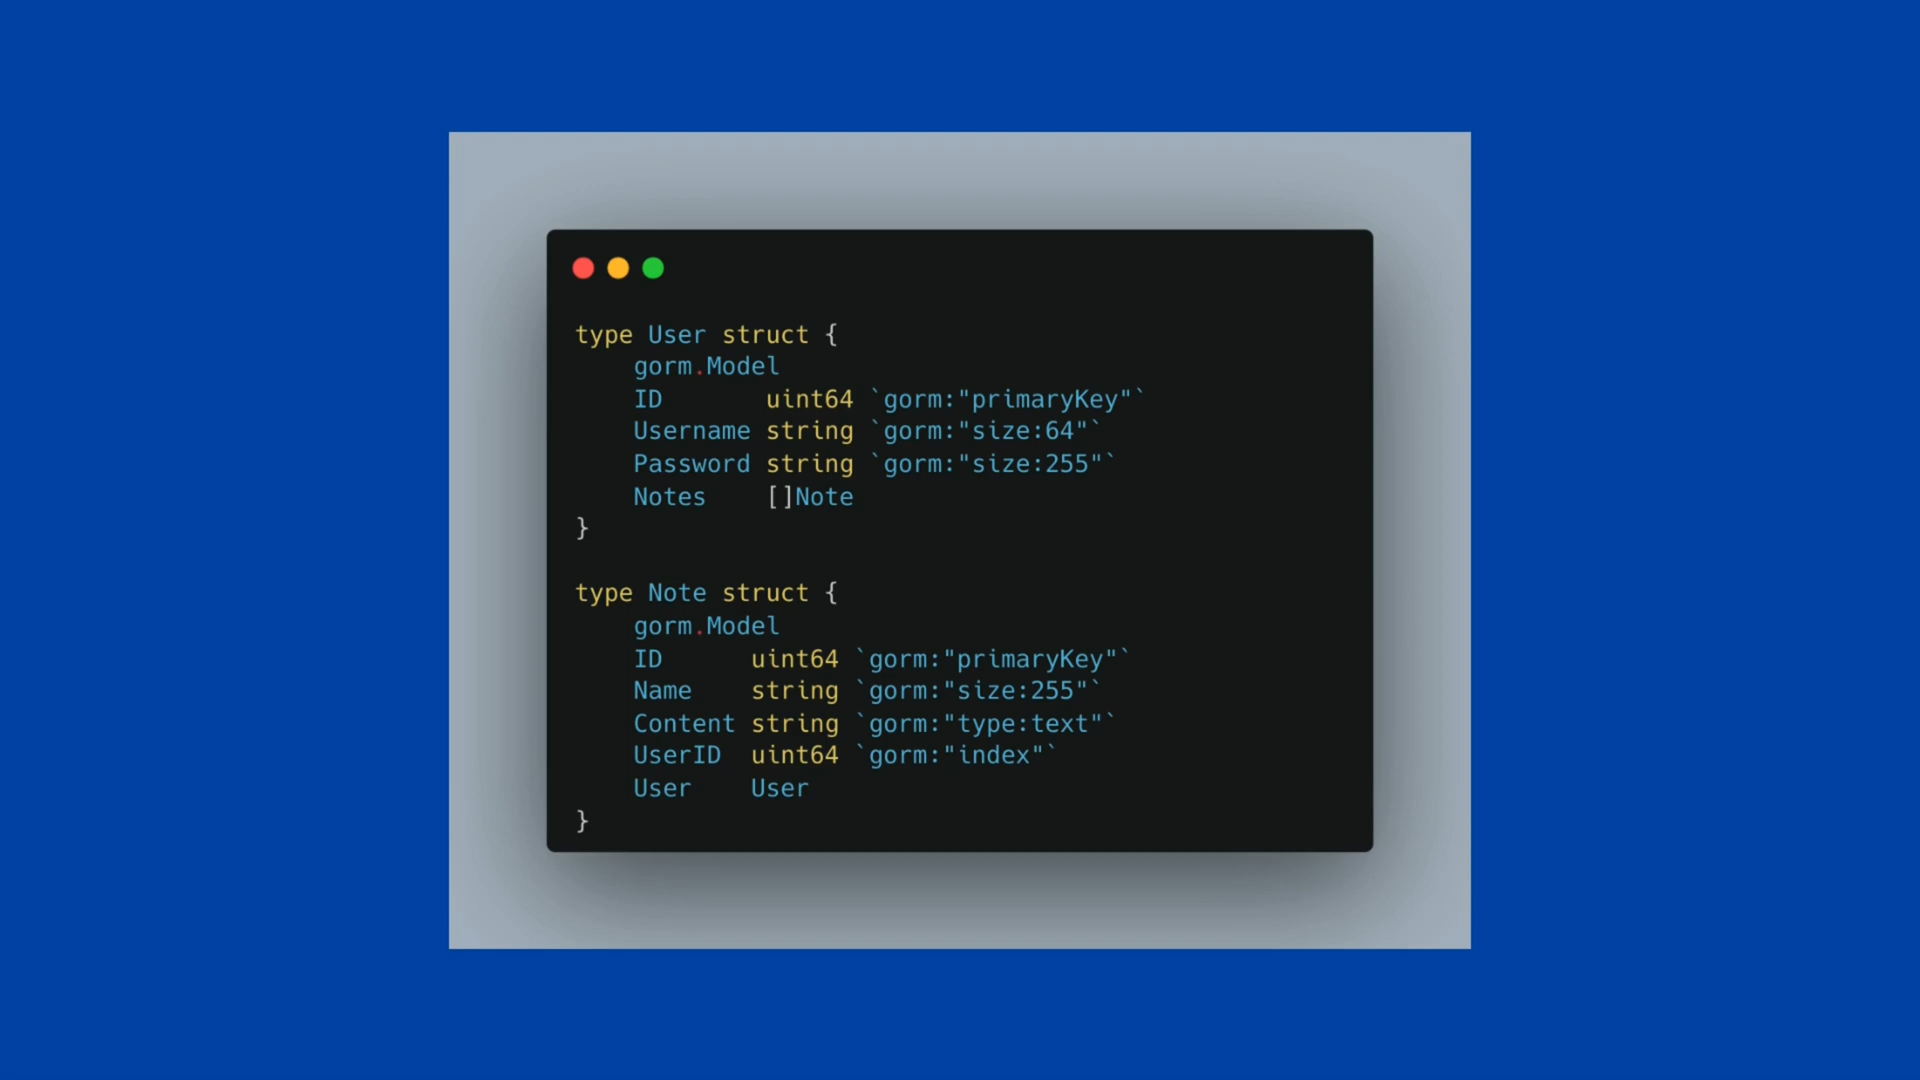 type User struct {
    gorm.Model
    ID       uint64 `gorm:"primaryKey"`
    Username string `gorm:"size:64"`
    Password string `gorm:"size:255"`
    Notes    []Note
}
type Note struct {
    gorm.Model
    ID      uint64 `gorm:"primaryKey"`
    Name    string `gorm:"size:255"`
    Content string `gorm:"type:text"`
    UserID  uint64 `gorm:"index"`
    User    User
}